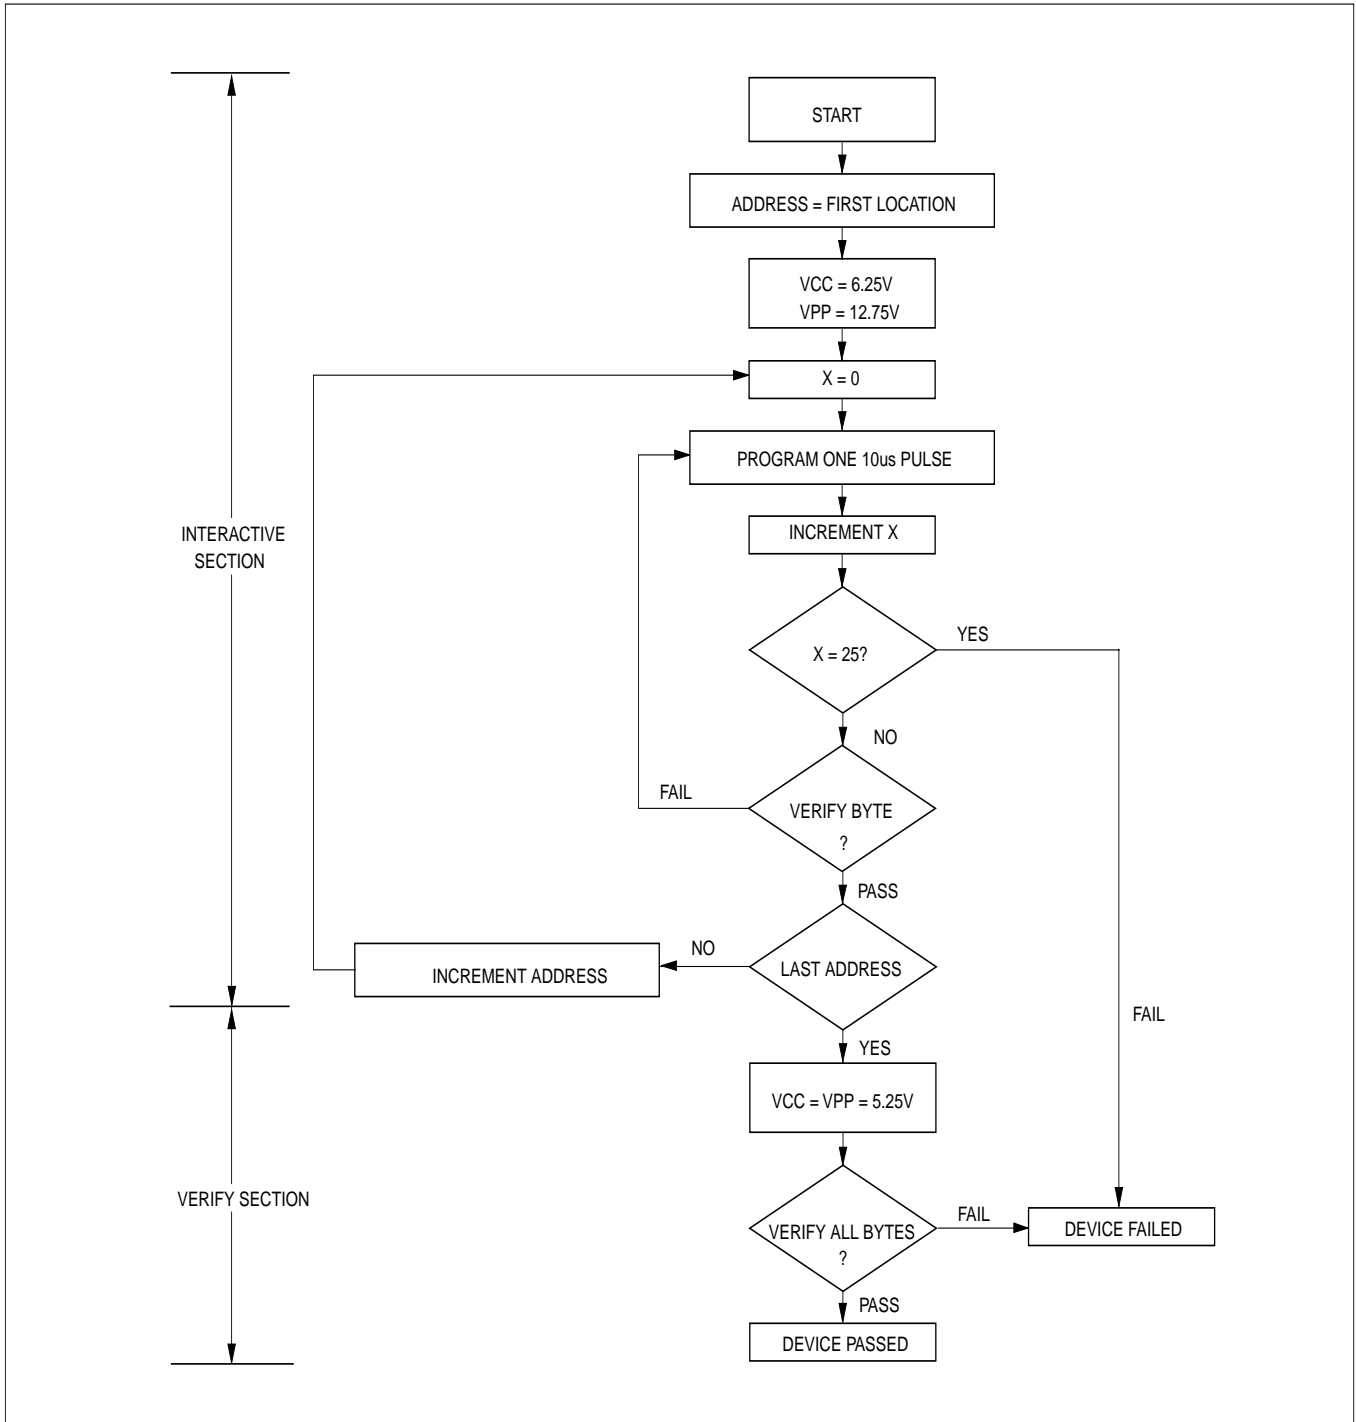 START
ADDRESS = FIRST LOCATION
VCC = 6.25V
VPP = 12.75V
X = 0
PROGRAM ONE 10us PULSE
INTERACTIVE
SECTION
INCREMENT X
X = 25?
YES
NO
FAIL
VERIFY BYTE
?
PASS
NO
LAST ADDRESS
INCREMENT ADDRESS
FAIL
YES
VCC = VPP = 5.25V
VERIFY SECTION
VERIFY ALL BYTES
?
FAIL
DEVICE FAILED
PASS
DEVICE PASSED